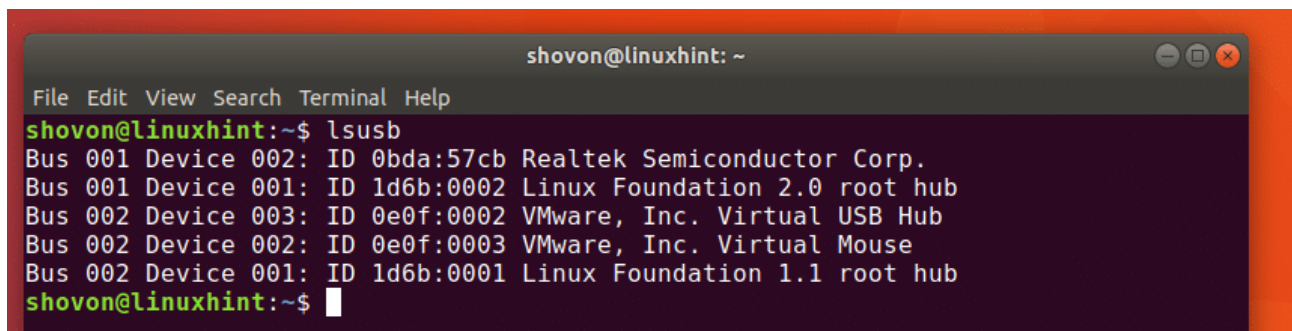 shovon@linuxhint: ~
File Edit View Search Terminal Help
shovon@linuxhint:~$ lsusb
Bus 001 Device 002: ID 0bda:57cb Realtek Semiconductor Corp.
Bus 001 Device 001: ID 1d6b:0002 Linux Foundation 2.0 root hub
Bus 002 Device 003: ID 0e0f:0002 VMware, Inc. Virtual USB Hub
Bus 002 Device 002: ID 0e0f:0003 VMware, Inc. Virtual Mouse
Bus 002 Device 001: ID 1d6b:0001 Linux Foundation 1.1 root hub
shovon@linuxhint:~$